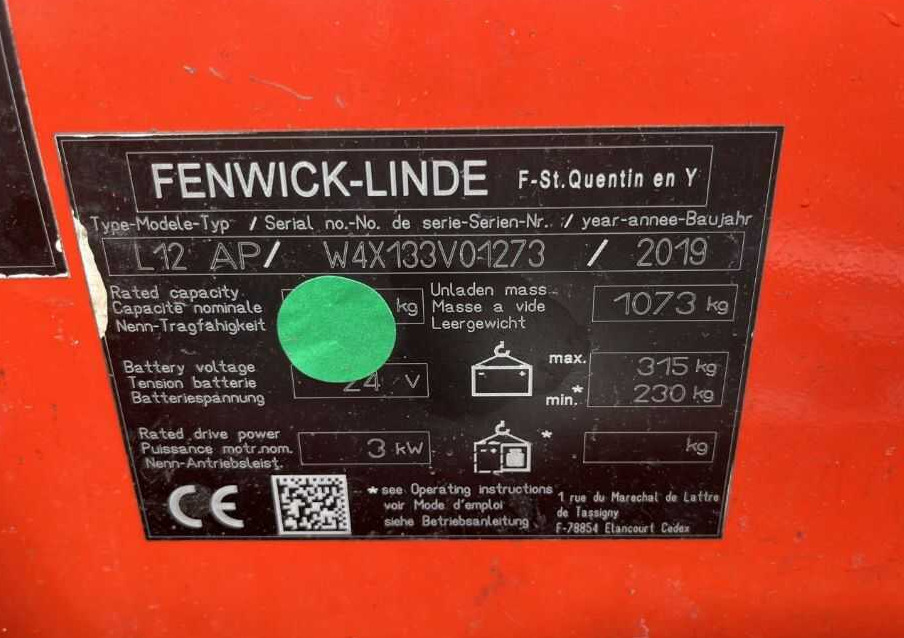 FENWICK-LINDE F-St.Quentin en Y
Type-Modele-Typ / Serial no.-No. de serie-Serien-Nr. / year-annee-Baujahr
L12 AP / W4X133V01273 / 2019
Rated capacity
Capacite nominale
Nenn-Tragfähigkeit
kg
Unladen mass
Masse a vide
Leergewicht
1073 kg
Battery voltage
Tension batterie
Batteriespannung
24 V
max. 315 kg
min.* 230 kg
Rated drive power
Puissance motr.nom.
Nenn-Antriebsleist.
3 kW
*
kg
CE
* see Operating instructions
voir Mode d'emploi
siehe Betriebsanleitung
1 rue du Marechal de Lattre
de Tassigny
F-78854 Elancourt Cedex